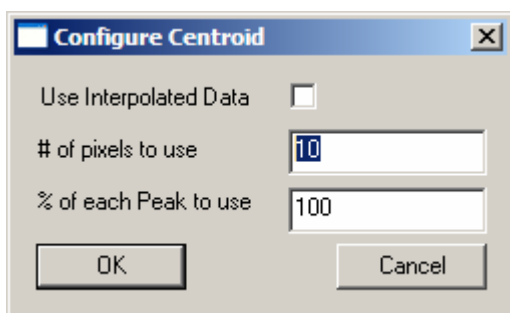 Configure Centroid
Use Interpolated Data
# of pixels to use 10
% of each Peak to use 100
OK Cancel